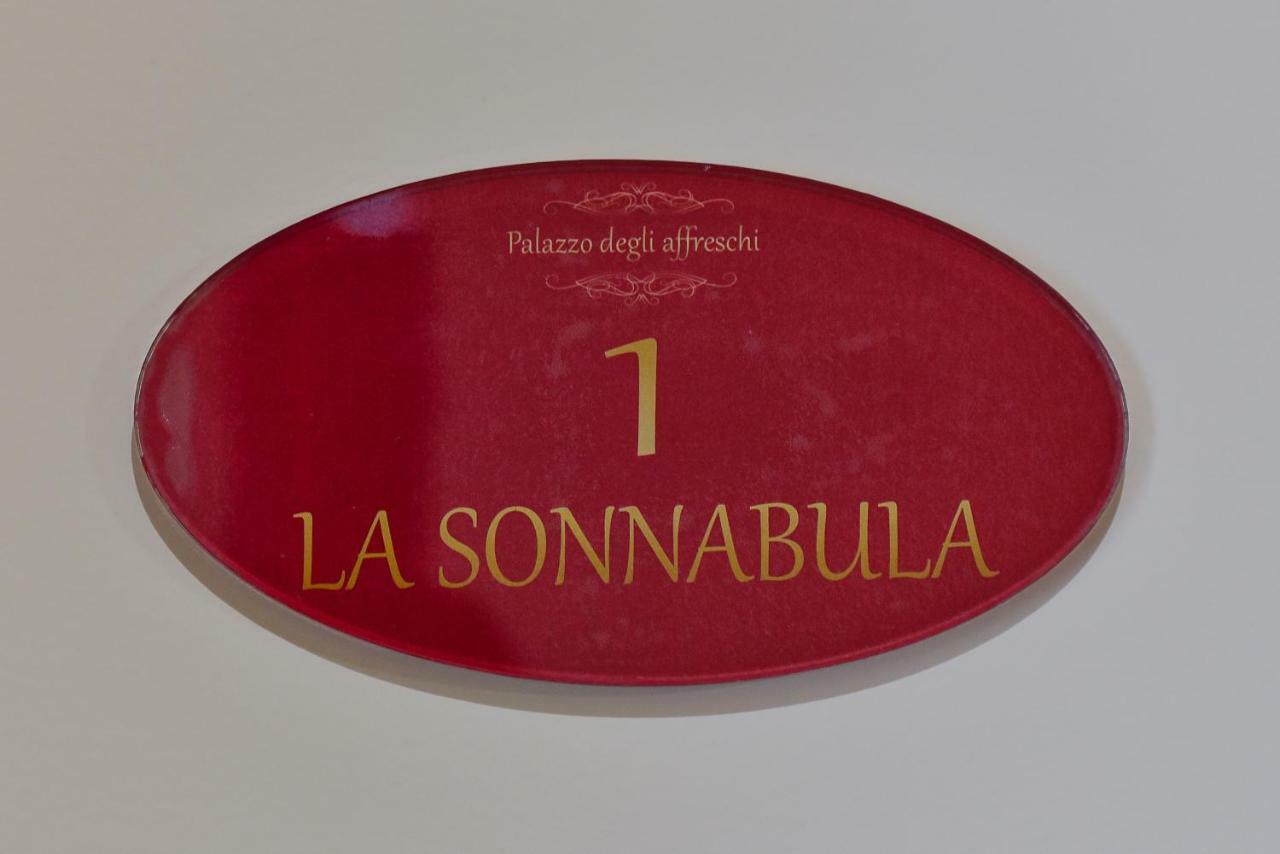 Palazzo degli affreschi
1
LA SONNABULA